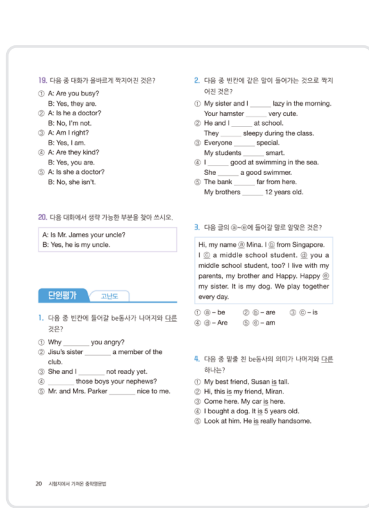 19. 다음 중 대화가 올바르게 짝지어진 것은?
① A: Are you busy?
B: Yes, they are.
② A: Is he a doctor?
B: No, I'm not.
③ A: Am I right?
B: Yes, I am.
④ A: Are they kind?
B: Yes, you are.
⑤ A: Is she a doctor?
B: No, she isn't.
20. 다음 대화에서 생략 가능한 부분을 찾아 쓰시오.
A: Is Mr. James your uncle?
B: Yes, he is my uncle.
단원평가 고난도
1. 다음 중 빈칸에 들어갈 be동사가 나머지와 다른
것은?
① Why ______ you angry?
② Jisu's sister ______ a member of the
club.
③ She and I ______ not ready yet.
④ ______ those boys your nephews?
⑤ Mr. and Mrs. Parker ______ nice to me.
2. 다음 중 빈칸에 같은 말이 들어가는 것으로 짝지
어진 것은?
① My sister and I ______ lazy in the morning.
Your hamster ______ very cute.
② He and I ______ at school.
They ______ sleepy during the class.
③ Everyone ______ special.
My students ______ smart.
④ I ______ good at swimming in the sea.
She ______ a good swimmer.
⑤ The bank ______ far from here.
My brothers ______ 12 years old.
3. 다음 글의 ⓐ~ⓔ에 들어갈 말로 알맞은 것은?
Hi, my name ⓐ Mina. I ⓑ from Singapore.
I ⓒ a middle school student. ⓓ you a
middle school student, too? I live with my
parents, my brother and Happy. Happy ⓔ
my sister. It is my dog. We play together
every day.
① ⓐ – be ② ⓑ – are ③ ⓒ – is
④ ⓓ – Are ⑤ ⓔ – am
4. 다음 중 밑줄 친 be동사의 의미가 나머지와 다른
하나는?
① My best friend, Susan is tall.
② Hi, this is my friend, Miran.
③ Come here. My car is here.
④ I bought a dog. It is 5 years old.
⑤ Look at him. He is really handsome.
20 시험지에서 가져온 중학영문법